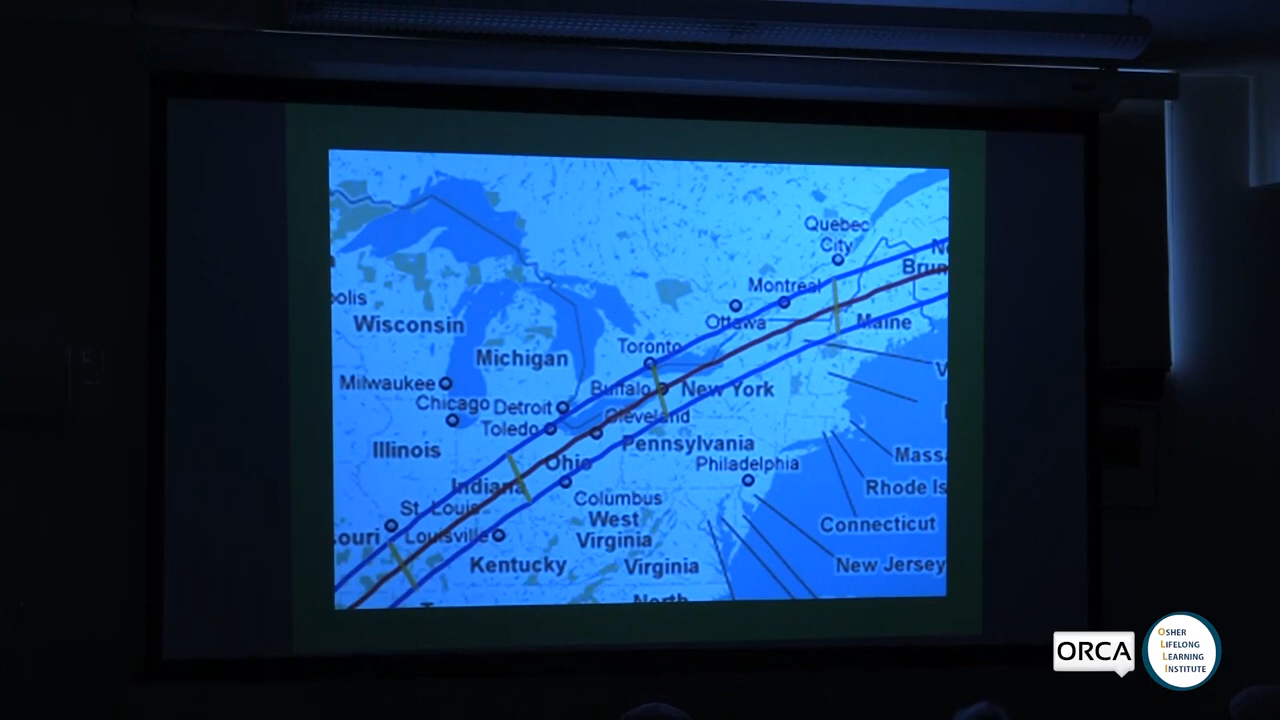 Quebec
City
Montreal
Ottawa
Maine
olis
Wisconsin
Michigan
Toronto
Milwaukee
Buffalo
New York
Chicago
Detroit
Cleveland
Toledo
Illinois
Pennsylvania
Ohio
Philadelphia
Massa
Indiana
Rhode Is
St. Louis
Columbus
Connecticut
ouri
Louisville
West
Virginia
Kentucky
Virginia
New Jersey
North
Brun
ORCA
OSHER
LIFELONG
LEARNING
INSTITUTE